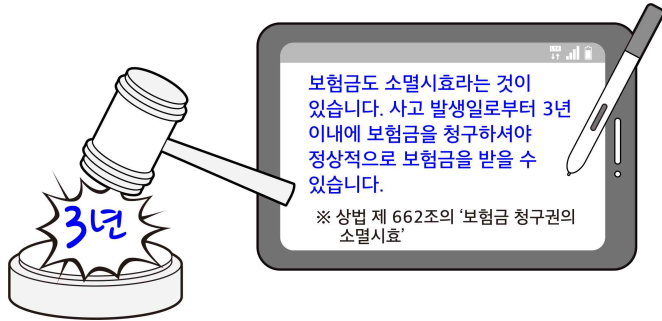 LTE
보험금도 소멸시효라는 것이
있습니다. 사고 발생일로부터 3년
이내에 보험금을 청구하셔야
정상적으로 보험금을 받을 수
있습니다.
※ 상법 제 662조의 ‘보험금 청구권의
소멸시효’
3년